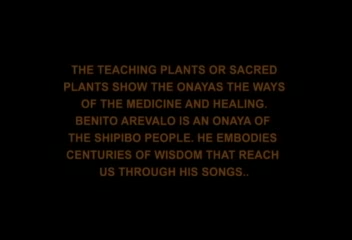 THE TEACHING PLANTS OR SACRED
PLANTS SHOW THE ONAYAS THE WAYS
OF THE MEDICINE AND HEALING.
BENITO AREVALO IS AN ONAYA OF
THE SHIPIBO PEOPLE. HE EMBODIES
CENTURIES OF WISDOM THAT REACH
US THROUGH HIS SONGS..